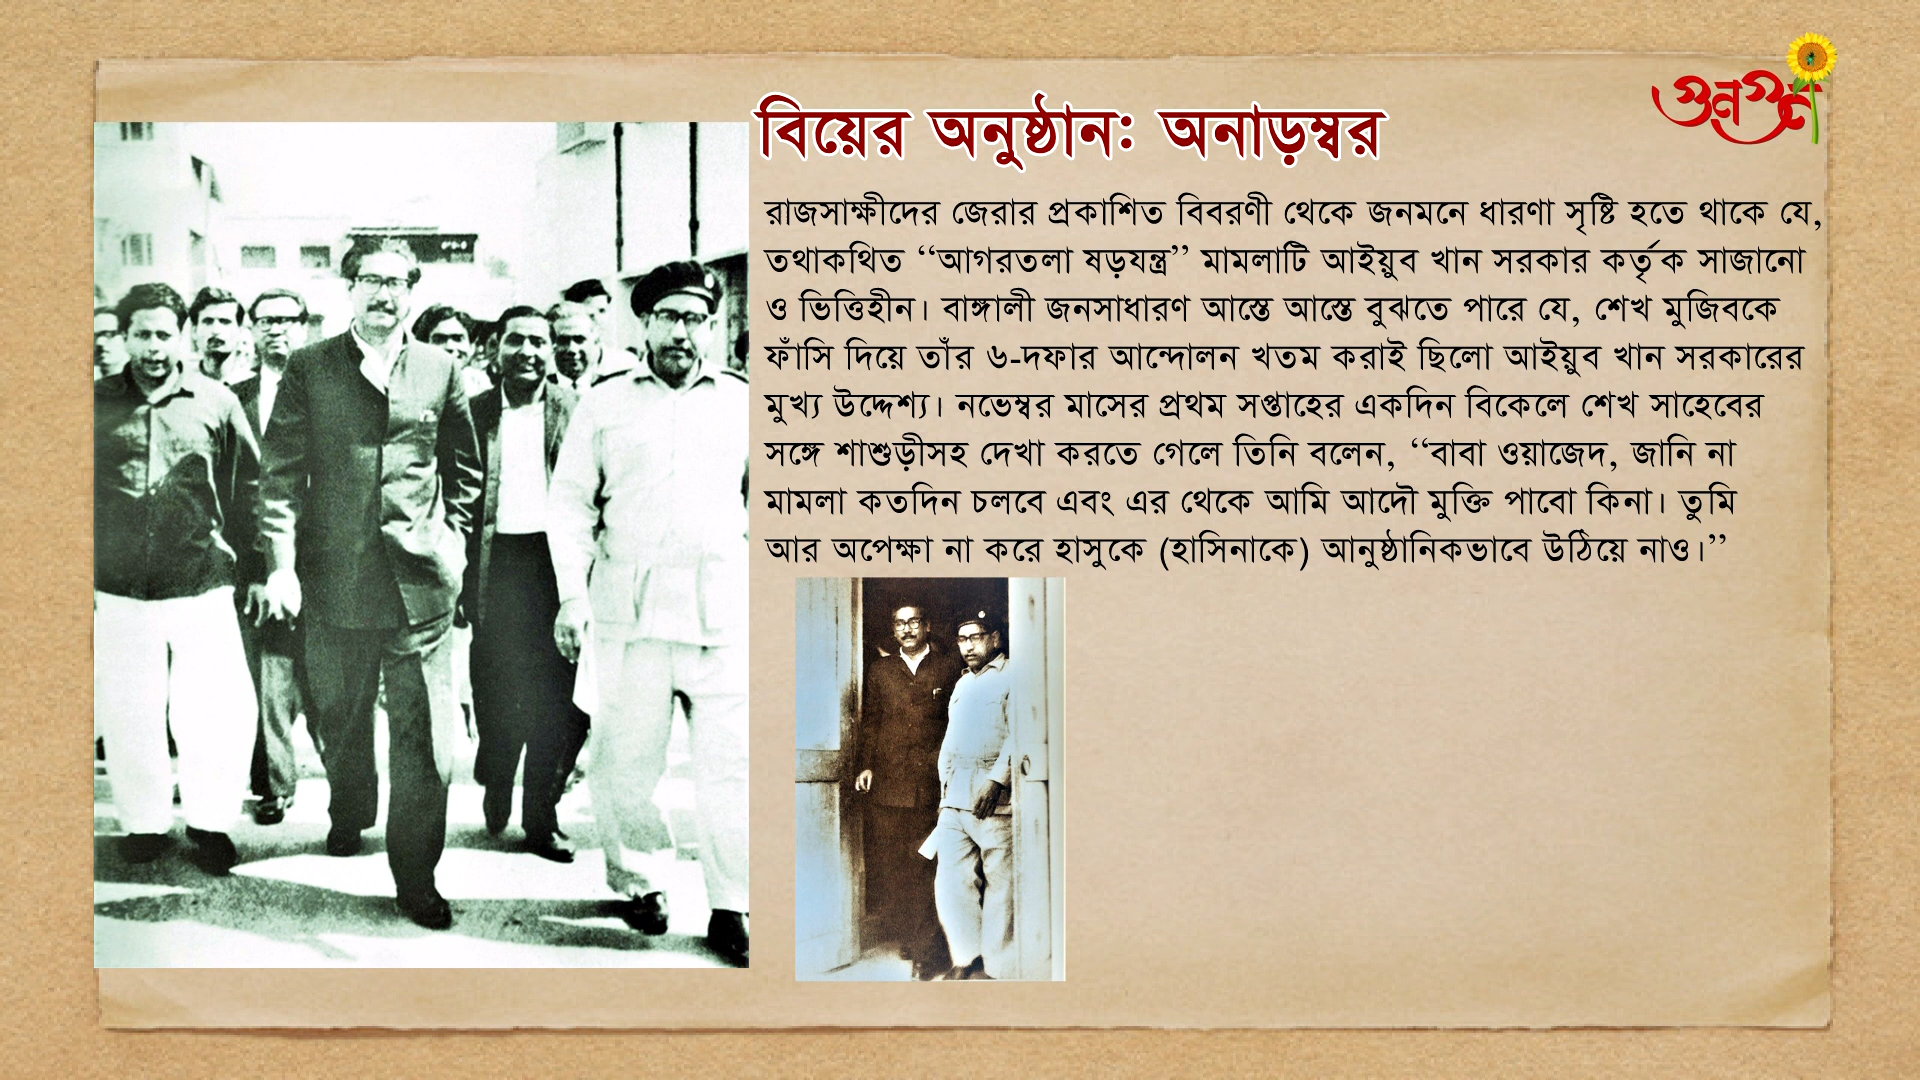 গুনগুন
বিয়ের অনুষ্ঠানঃ অনাড়ম্বর
রাজসাক্ষীদের জেরার প্রকাশিত বিবরণী থেকে জনমনে ধারণা সৃষ্টি হতে থাকে যে,
তথাকথিত ‘‘আগরতলা ষড়যন্ত্র’’ মামলাটি আইয়ুব খান সরকার কর্তৃক সাজানো
ও ভিত্তিহীন। বাঙ্গালী জনসাধারণ আস্তে আস্তে বুঝতে পারে যে, শেখ মুজিবকে
ফাঁসি দিয়ে তাঁর ৬-দফার আন্দোলন খতম করাই ছিলো আইয়ুব খান সরকারের
মুখ্য উদ্দেশ্য। নভেম্বর মাসের প্রথম সপ্তাহের একদিন বিকেলে শেখ সাহেবের
সঙ্গে শাশুড়ীসহ দেখা করতে গেলে তিনি বলেন, ‘‘বাবা ওয়াজেদ, জানি না
মামলা কতদিন চলবে এবং এর থেকে আমি আদৌ মুক্তি পাবো কিনা। তুমি
আর অপেক্ষা না করে হাসুকে (হাসিনাকে) আনুষ্ঠানিকভাবে উঠিয়ে নাও।’’